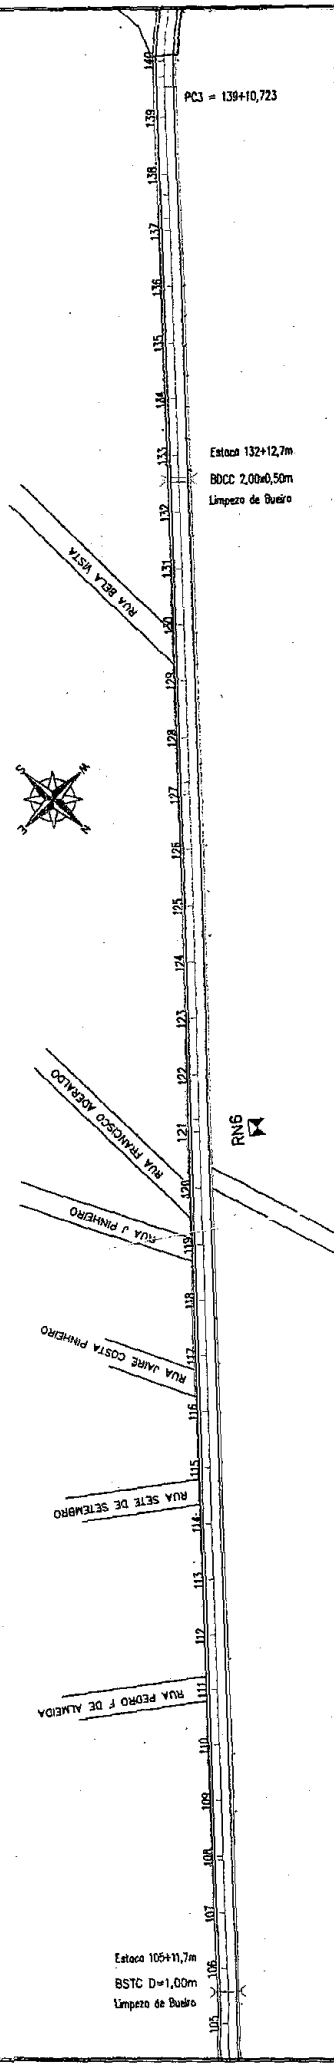 140
PC3 = 139+10,723
139
138
137
136
135
134
Estaca 132+12,7m
133
BDCC 2,00x0,50m
Limpeza de Bueiro
132
131
RUA BELA VISTA
130
129
128
S
W
127
E
N
126
125
124
123
122
RUA FRANCISCO ADERALDO
121
RN6
120
RUA J PINHEIRO
119
118
RUA JAIRE COSTA PINHEIRO
117
116
115
RUA SETE DE SETEMBRO
114
113
112
RUA PEDRO F DE ALMEIDA
111
110
109
108
107
Estaca 105+11,7m
106
BSTC D=1,00m
Limpeza de Bueiro
105